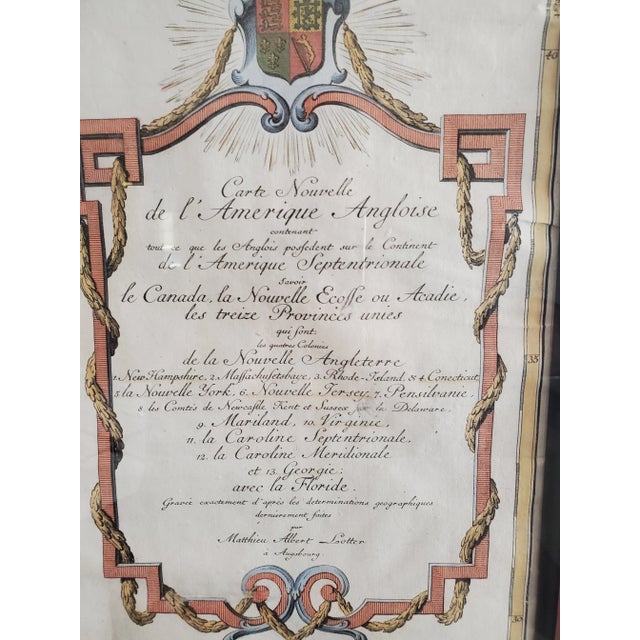 Carte Nouvelle
de l'Amerique Angloise
contenant
tout ce que les Anglois possedent sur le Continent
de l'Amerique Septentrionale
savoir
le Canada, la Nouvelle Ecosse ou Acadie,
les treize Provinces unies
qui sont:
les quatres Colonies
de la Nouvelle Angleterre
1. New Hampshire, 2. Massachusetsbaye, 3. Rhode-Island, & 4. Conecticut,
5 la Nouvelle York, 6. Nouvelle Jersey, 7. Pensilvanie,
8 les Comtés de Newcastle Kent et Sussex sur la Delaware,
9. Mariland, 10. Virginie,
11. la Caroline Septentrionale,
12. la Caroline Meridionale
et 13. Georgie:
avec la Floride.
Gravée exactement d'après les determinations geographiques
dernierement faites
par
Matthieu Albert Lotter
à Augsbourg.
40
35
30